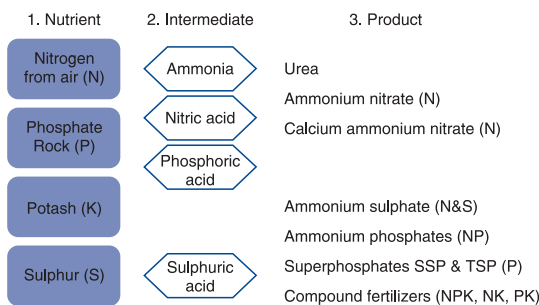 1. Nutrient
2. Intermediate
3. Product
Nitrogen
from air (N)
Phosphate
Rock (P)
Potash (K)
Sulphur (S)
Ammonia
Nitric acid
Phosphoric
acid
Sulphuric
acid
Urea
Ammonium nitrate (N)
Calcium ammonium nitrate (N)
Ammonium sulphate (N&S)
Ammonium phosphates (NP)
Superphosphates SSP & TSP (P)
Compound fertilizers (NPK, NK, PK)